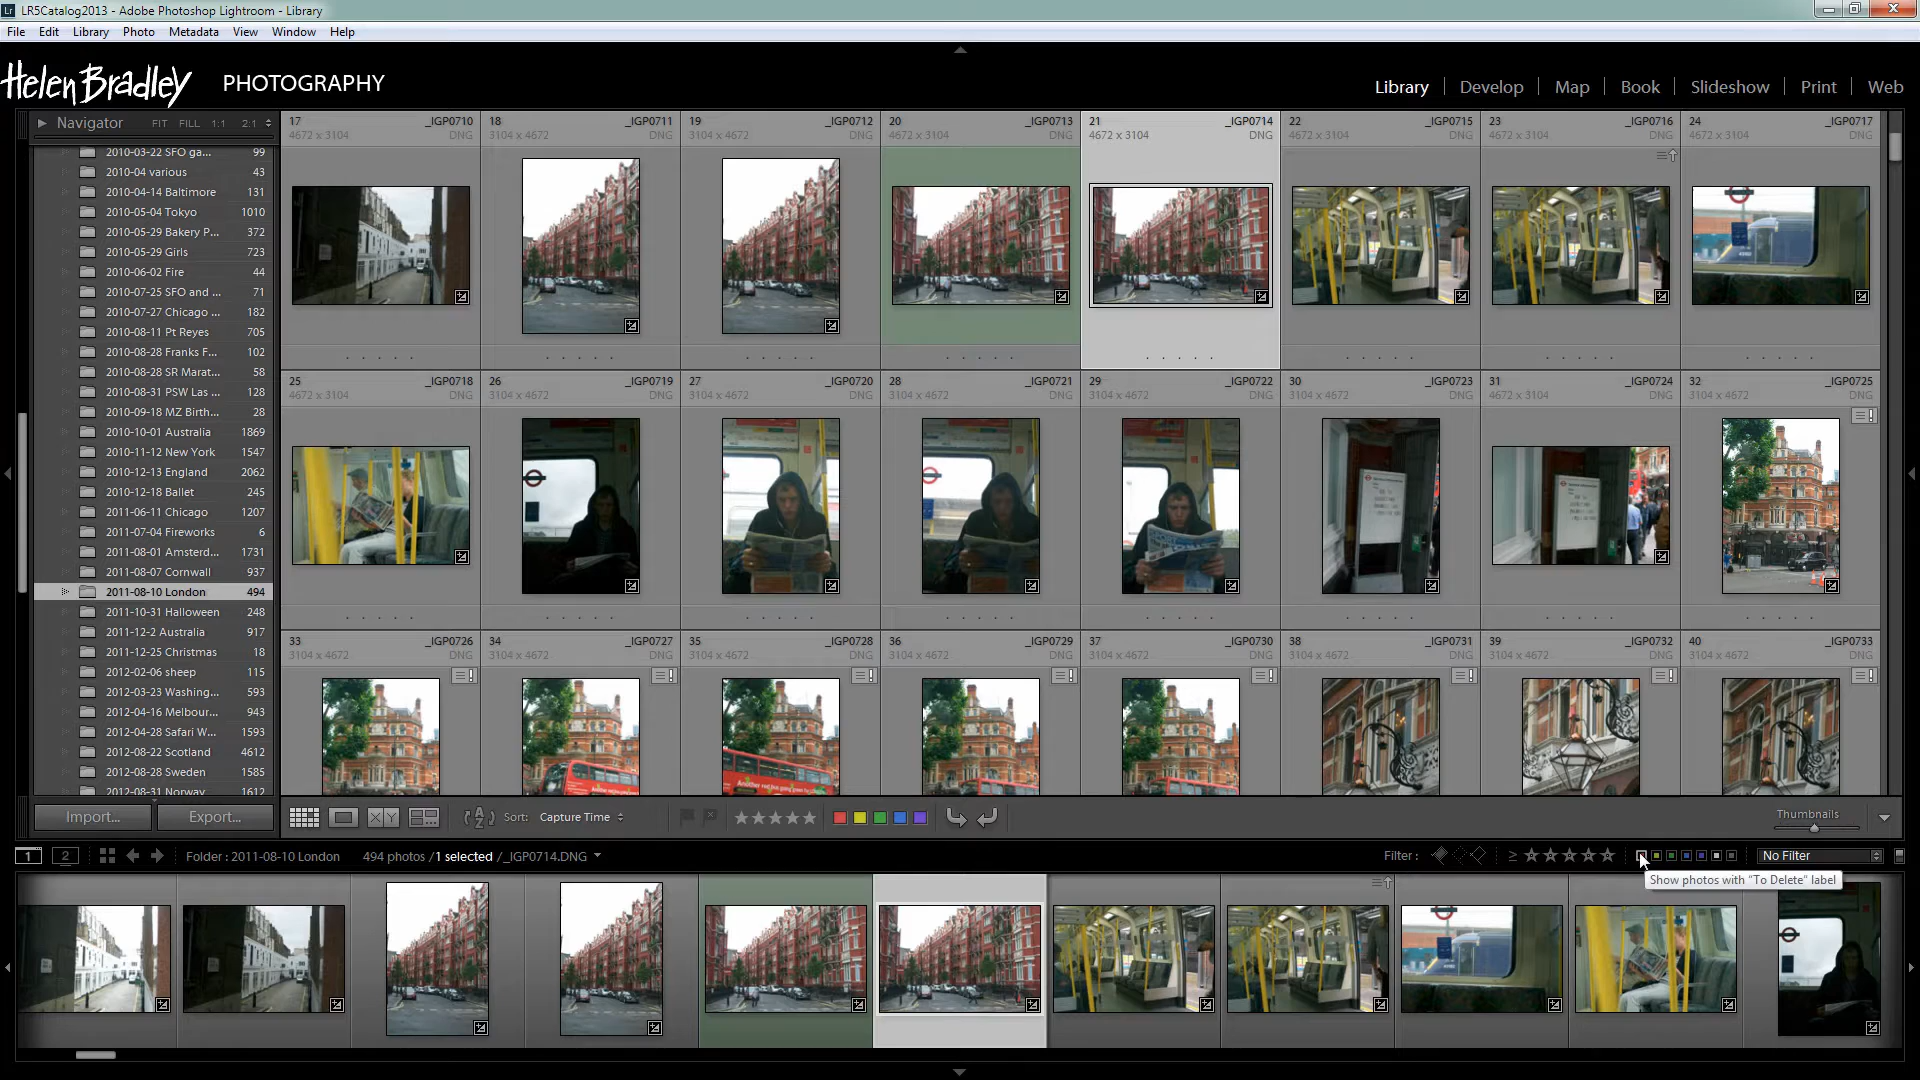 LR5Catalog2013 - Adobe Photoshop Lightroom - Library
File Edit Library Photo Metadata View Window Help
Helen Bradley PHOTOGRAPHY
Library Develop Map Book Slideshow Print Web
Navigator FIT FILL 1:1 2:1
2010-03-22 SFO ga... 99
2010-04 various 43
2010-04-14 Baltimore 131
2010-05-04 Tokyo 1010
2010-05-29 Bakery P... 372
2010-05-29 Girls 723
2010-06-02 Fire 44
2010-07-25 SFO and ... 71
2010-07-27 Chicago ... 182
2010-08-11 Pt Reyes 705
2010-08-28 Franks F... 102
2010-08-28 SR Marat... 58
2010-08-31 PSW Las ... 128
2010-09-18 MZ Birth... 28
2010-10-01 Australia 1869
2010-11-12 New York 1547
2010-12-13 England 2062
2010-12-18 Ballet 245
2011-06-11 Chicago 1207
2011-07-04 Fireworks 6
2011-08-01 Amsterd... 1731
2011-08-07 Cornwall 937
2011-08-10 London 494
2011-10-31 Halloween 248
2011-12-2 Australia 917
2011-12-25 Christmas 18
2012-02-06 sheep 115
2012-03-23 Washing... 593
2012-04-16 Melbour... 943
2012-04-28 Safari W... 1593
2012-08-22 Scotland 4612
2012-08-28 Sweden 1585
2012-08-31 Norway 1612
Import... Export...
17 _IGP0710 18 _IGP0711 19 _IGP0712 20 _IGP0713 21 _IGP0714 22 _IGP0715 23 _IGP0716 24 _IGP0717
4672 x 3104 DNG 3104 x 4672 DNG 3104 x 4672 DNG 4672 x 3104 DNG 4672 x 3104 DNG 4672 x 3104 DNG 4672 x 3104 DNG 4672 x 3104 DNG
25 _IGP0718 26 _IGP0719 27 _IGP0720 28 _IGP0721 29 _IGP0722 30 _IGP0723 31 _IGP0724 32 _IGP0725
4672 x 3104 DNG 3104 x 4672 DNG 3104 x 4672 DNG 3104 x 4672 DNG 3104 x 4672 DNG 3104 x 4672 DNG 4672 x 3104 DNG 3104 x 4672 DNG
33 _IGP0726 34 _IGP0727 35 _IGP0728 36 _IGP0729 37 _IGP0730 38 _IGP0731 39 _IGP0732 40 _IGP0733
3104 x 4672 DNG 3104 x 4672 DNG 3104 x 4672 DNG 3104 x 4672 DNG 3104 x 4672 DNG 3104 x 4672 DNG 3104 x 4672 DNG 3104 x 4672 DNG
Sort: Capture Time Thumbnails
1 2 Folder : 2011-08-10 London 494 photos / 1 selected / _IGP0714.DNG Filter : No Filter
Show photos with "To Delete" label